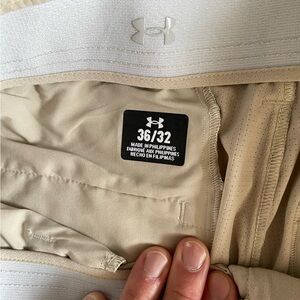 36/32
MADE IN PHILIPPINES
FABRIQUÉ AUX PHILIPPINES
HECHO EN FILIPINAS